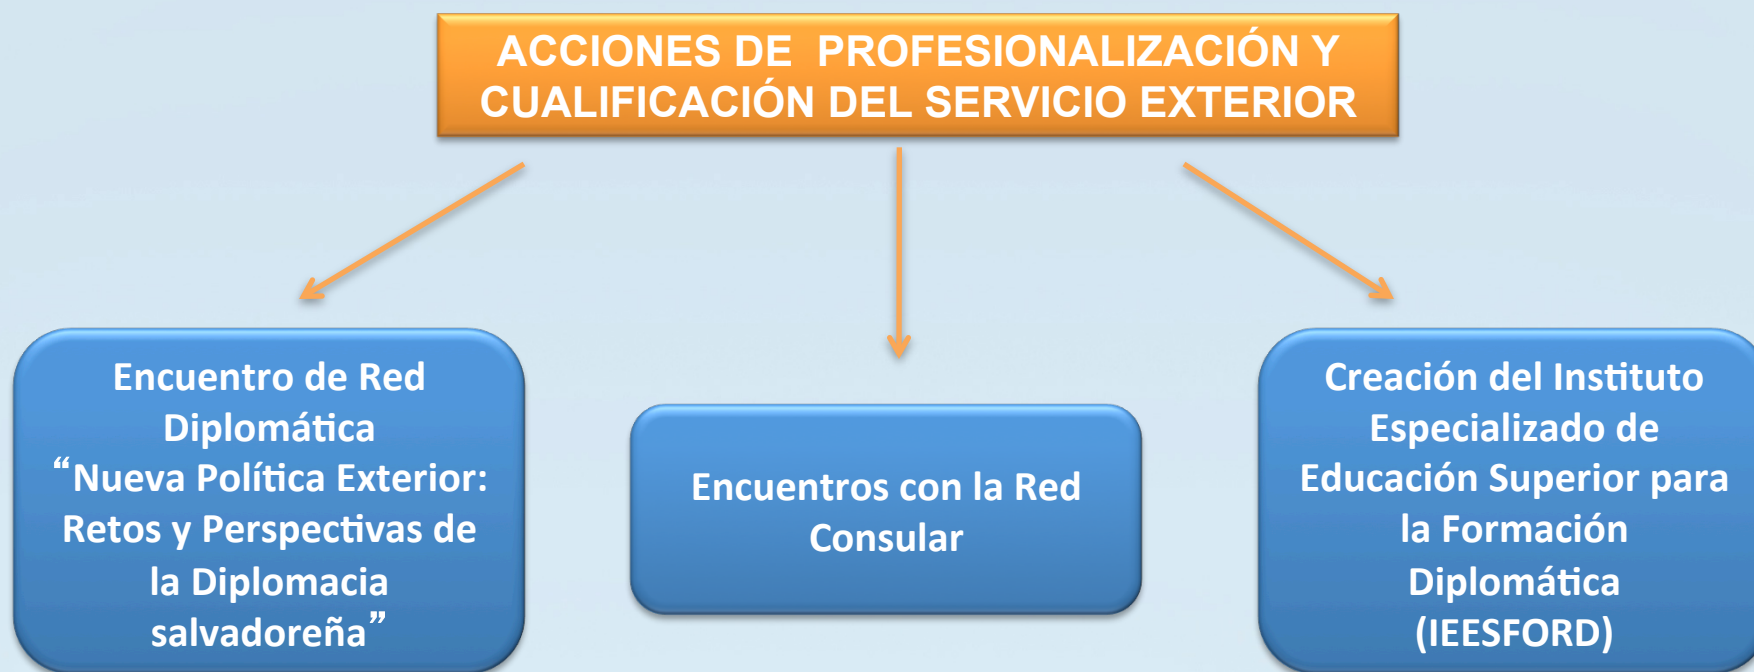 ACCIONES DE  PROFESIONALIZACIÓN Y
CUALIFICACIÓN DEL SERVICIO EXTERIOR
Encuentro de Red
Diplomática
“Nueva Política Exterior:
Retos y Perspectivas de
la Diplomacia
salvadoreña”
Encuentros con la Red
Consular
Creación del Instituto
Especializado de
Educación Superior para
la Formación
Diplomática
(IEESFORD)